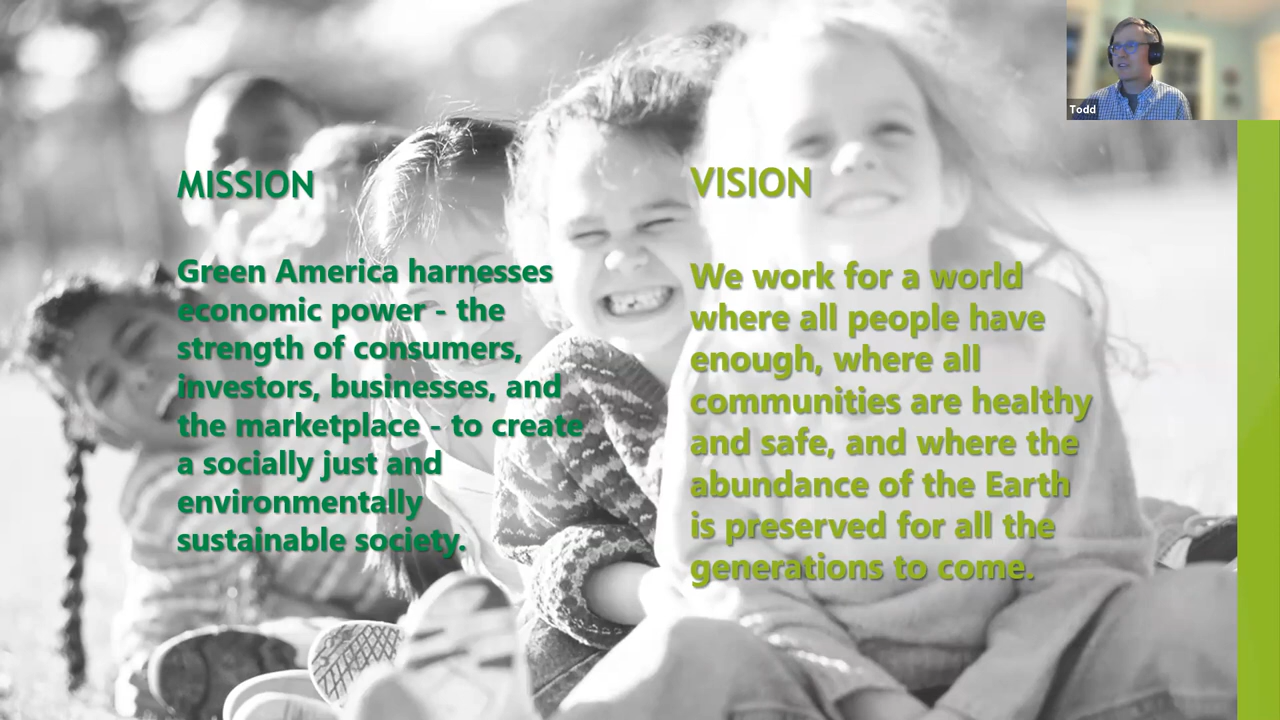 Todd
MISSION
Green America harnesses
economic power - the
strength of consumers,
investors, businesses, and
the marketplace - to create
a socially just and
environmentally
sustainable society.
VISION
We work for a world
where all people have
enough, where all
communities are healthy
and safe, and where the
abundance of the Earth
is preserved for all the
generations to come.